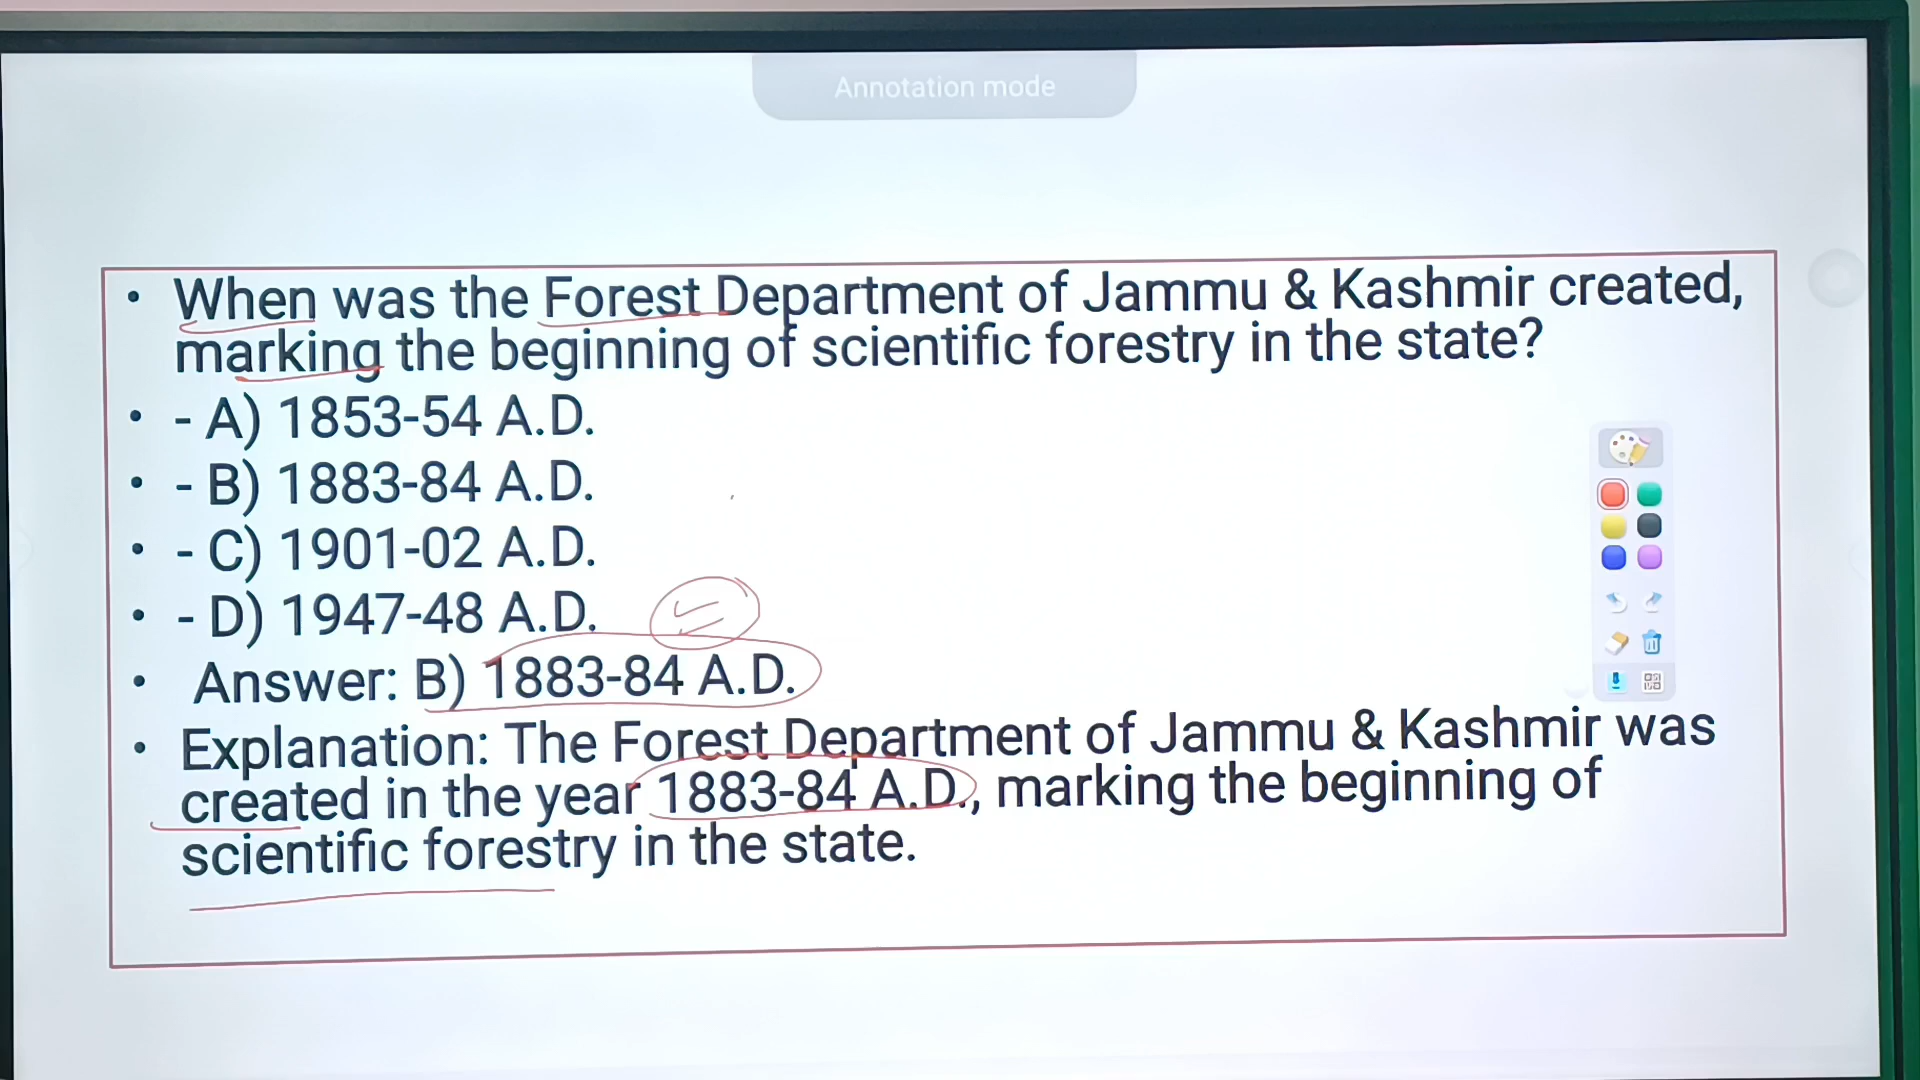 Annotation mode
• When was the Forest Department of Jammu & Kashmir created,
marking the beginning of scientific forestry in the state?
• - A) 1853-54 A.D.
• - B) 1883-84 A.D.
• - C) 1901-02 A.D.
• - D) 1947-48 A.D.
• Answer: B) 1883-84 A.D.
• Explanation: The Forest Department of Jammu & Kashmir was
created in the year 1883-84 A.D., marking the beginning of
scientific forestry in the state.